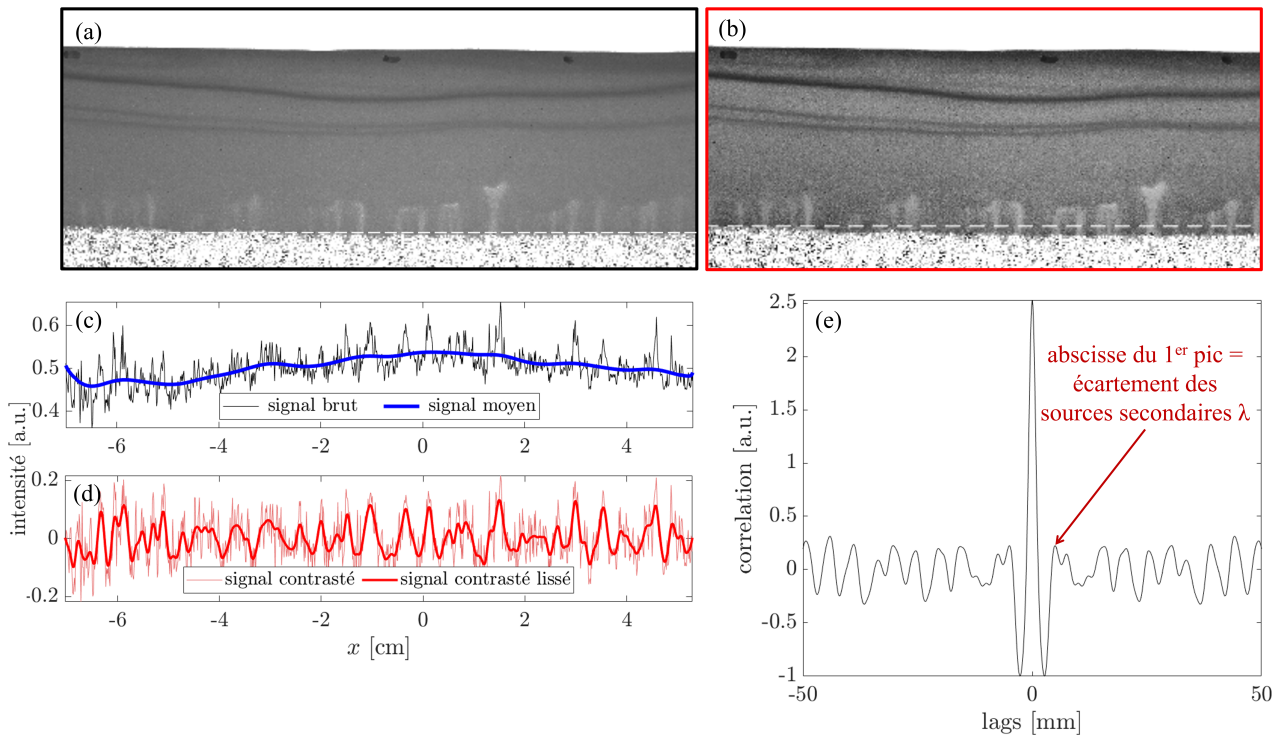 (a)
(b)
(c)
0.6
0.5
0.4
signal brut
signal moyen
-6
-4
-2
0
2
4
intensité [a.u.]
(d)
0.2
0
-0.2
signal contrasté
signal contrasté lissé
-6
-4
-2
0
2
4
x [cm]
(e)
2.5
2
1.5
1
0.5
0
-0.5
-1
correlation [a.u.]
abscisse du 1er pic =
écartement des
sources secondaires λ
-50
0
50
lags [mm]